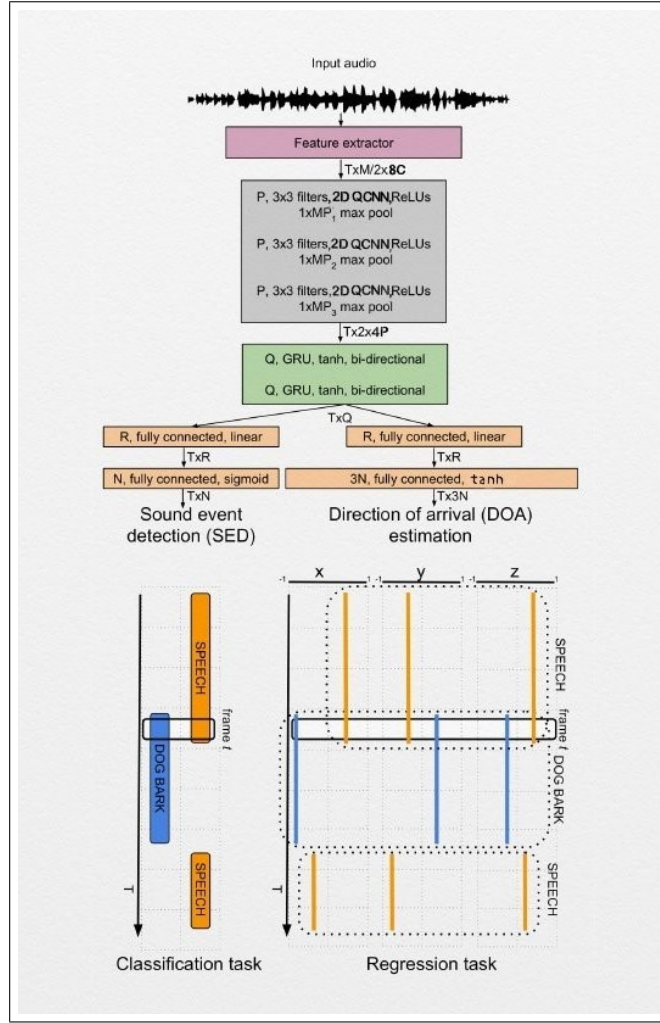 Input audio
Feature extractor
TxM/2x8C
P, 3x3 filters,2D QCNN,ReLUs
1xMP1 max pool
P, 3x3 filters,2D QCNN,ReLUs
1xMP2 max pool
P, 3x3 filters,2D QCNN,ReLUs
1xMP3 max pool
Tx2x4P
Q, GRU, tanh, bi-directional
Q, GRU, tanh, bi-directional
TxQ
R, fully connected, linear
R, fully connected, linear
TxR
TxR
N, fully connected, sigmoid
3N, fully connected, tanh
TxN
Tx3N
Sound event
detection (SED)
Direction of arrival (DOA)
estimation
x
y
z
-1
1
-1
1
-1
1
SPEECH
SPEECH
frame t
frame t
DOG BARK
DOG BARK
SPEECH
SPEECH
T
T
Classification task
Regression task